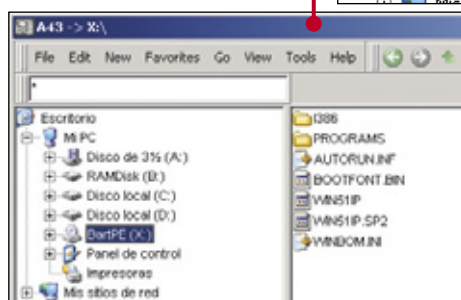 A43 -> X:\
File Edit New Favorites Go View Tools Help
*
Escritorio
Mi PC
Disco de 3½ (A:)
RAMDisk (B:)
Disco local (C:)
Disco local (D:)
BartPE (X:)
Panel de control
Impresoras
Mis sitios de red
I386
PROGRAMS
AUTORUN.INF
BOOTFONT.BIN
WIN51IP
WIN51IP.SP2
WINBOM.INI